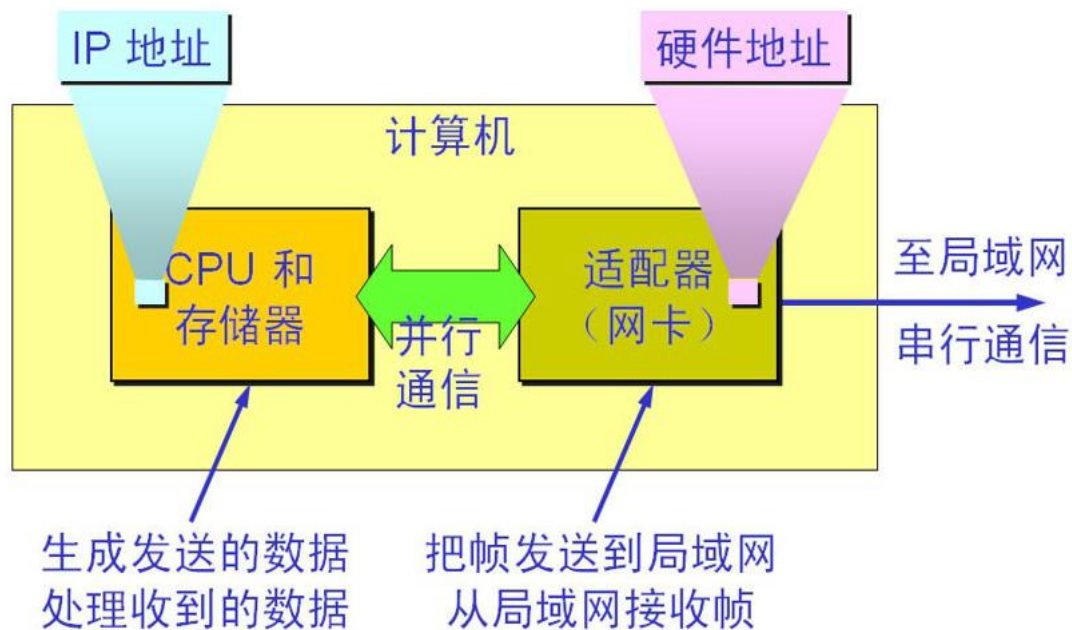 IP 地址
硬件地址
计算机
CPU 和
存储器
并行
通信
适配器
（网卡）
至局域网
串行通信
生成发送的数据
处理收到的数据
把帧发送到局域网
从局域网接收帧